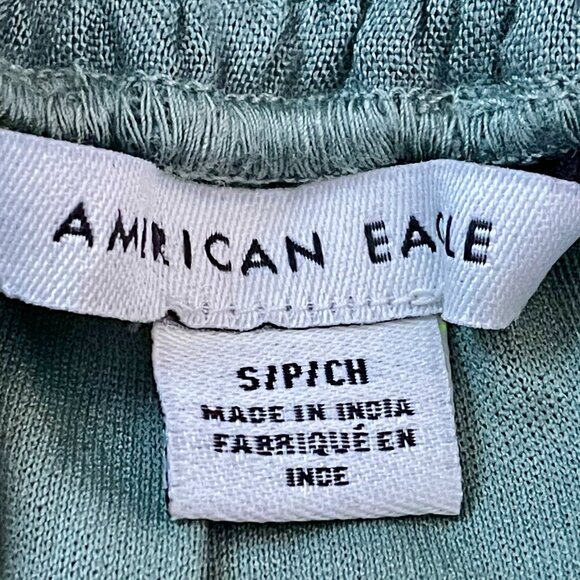 AMERICAN EAGLE
S/P/CH
MADE IN INDIA
FABRIQUÉ EN
INDE